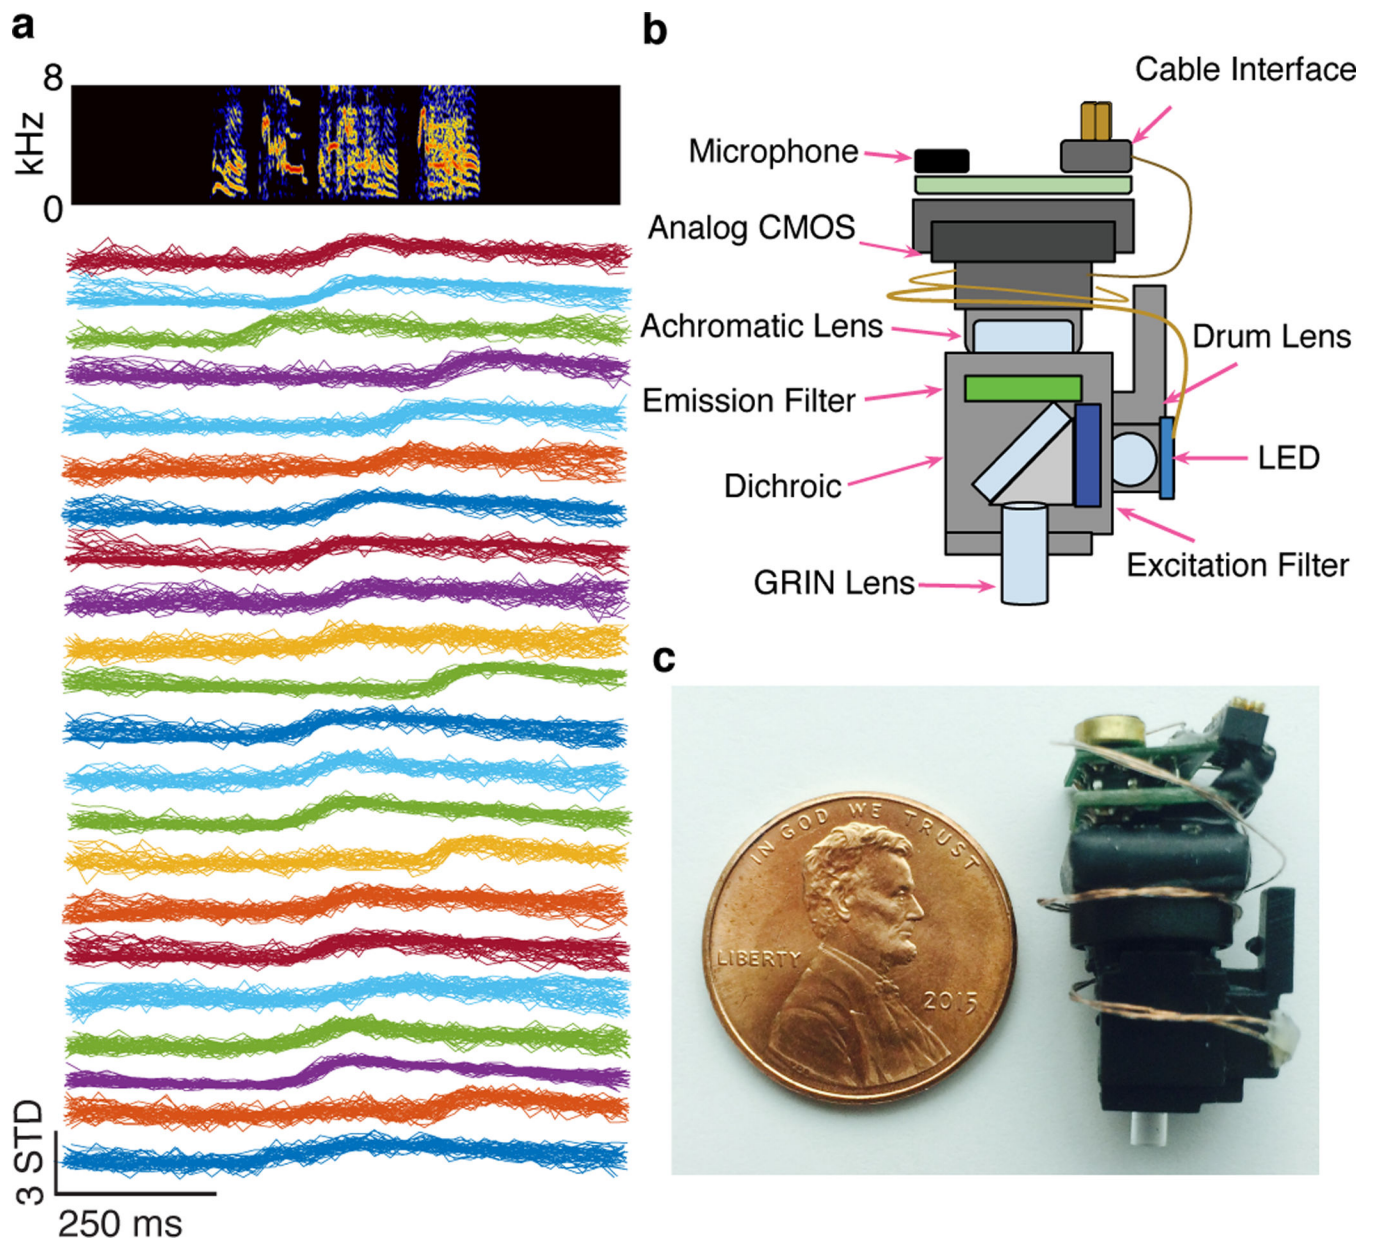 a
8
kHz
0
3 STD
250 ms
b
Cable Interface
Microphone
Analog CMOS
Achromatic Lens
Drum Lens
Emission Filter
LED
Dichroic
Excitation Filter
GRIN Lens
c
IN GOD WE TRUST
LIBERTY
2015